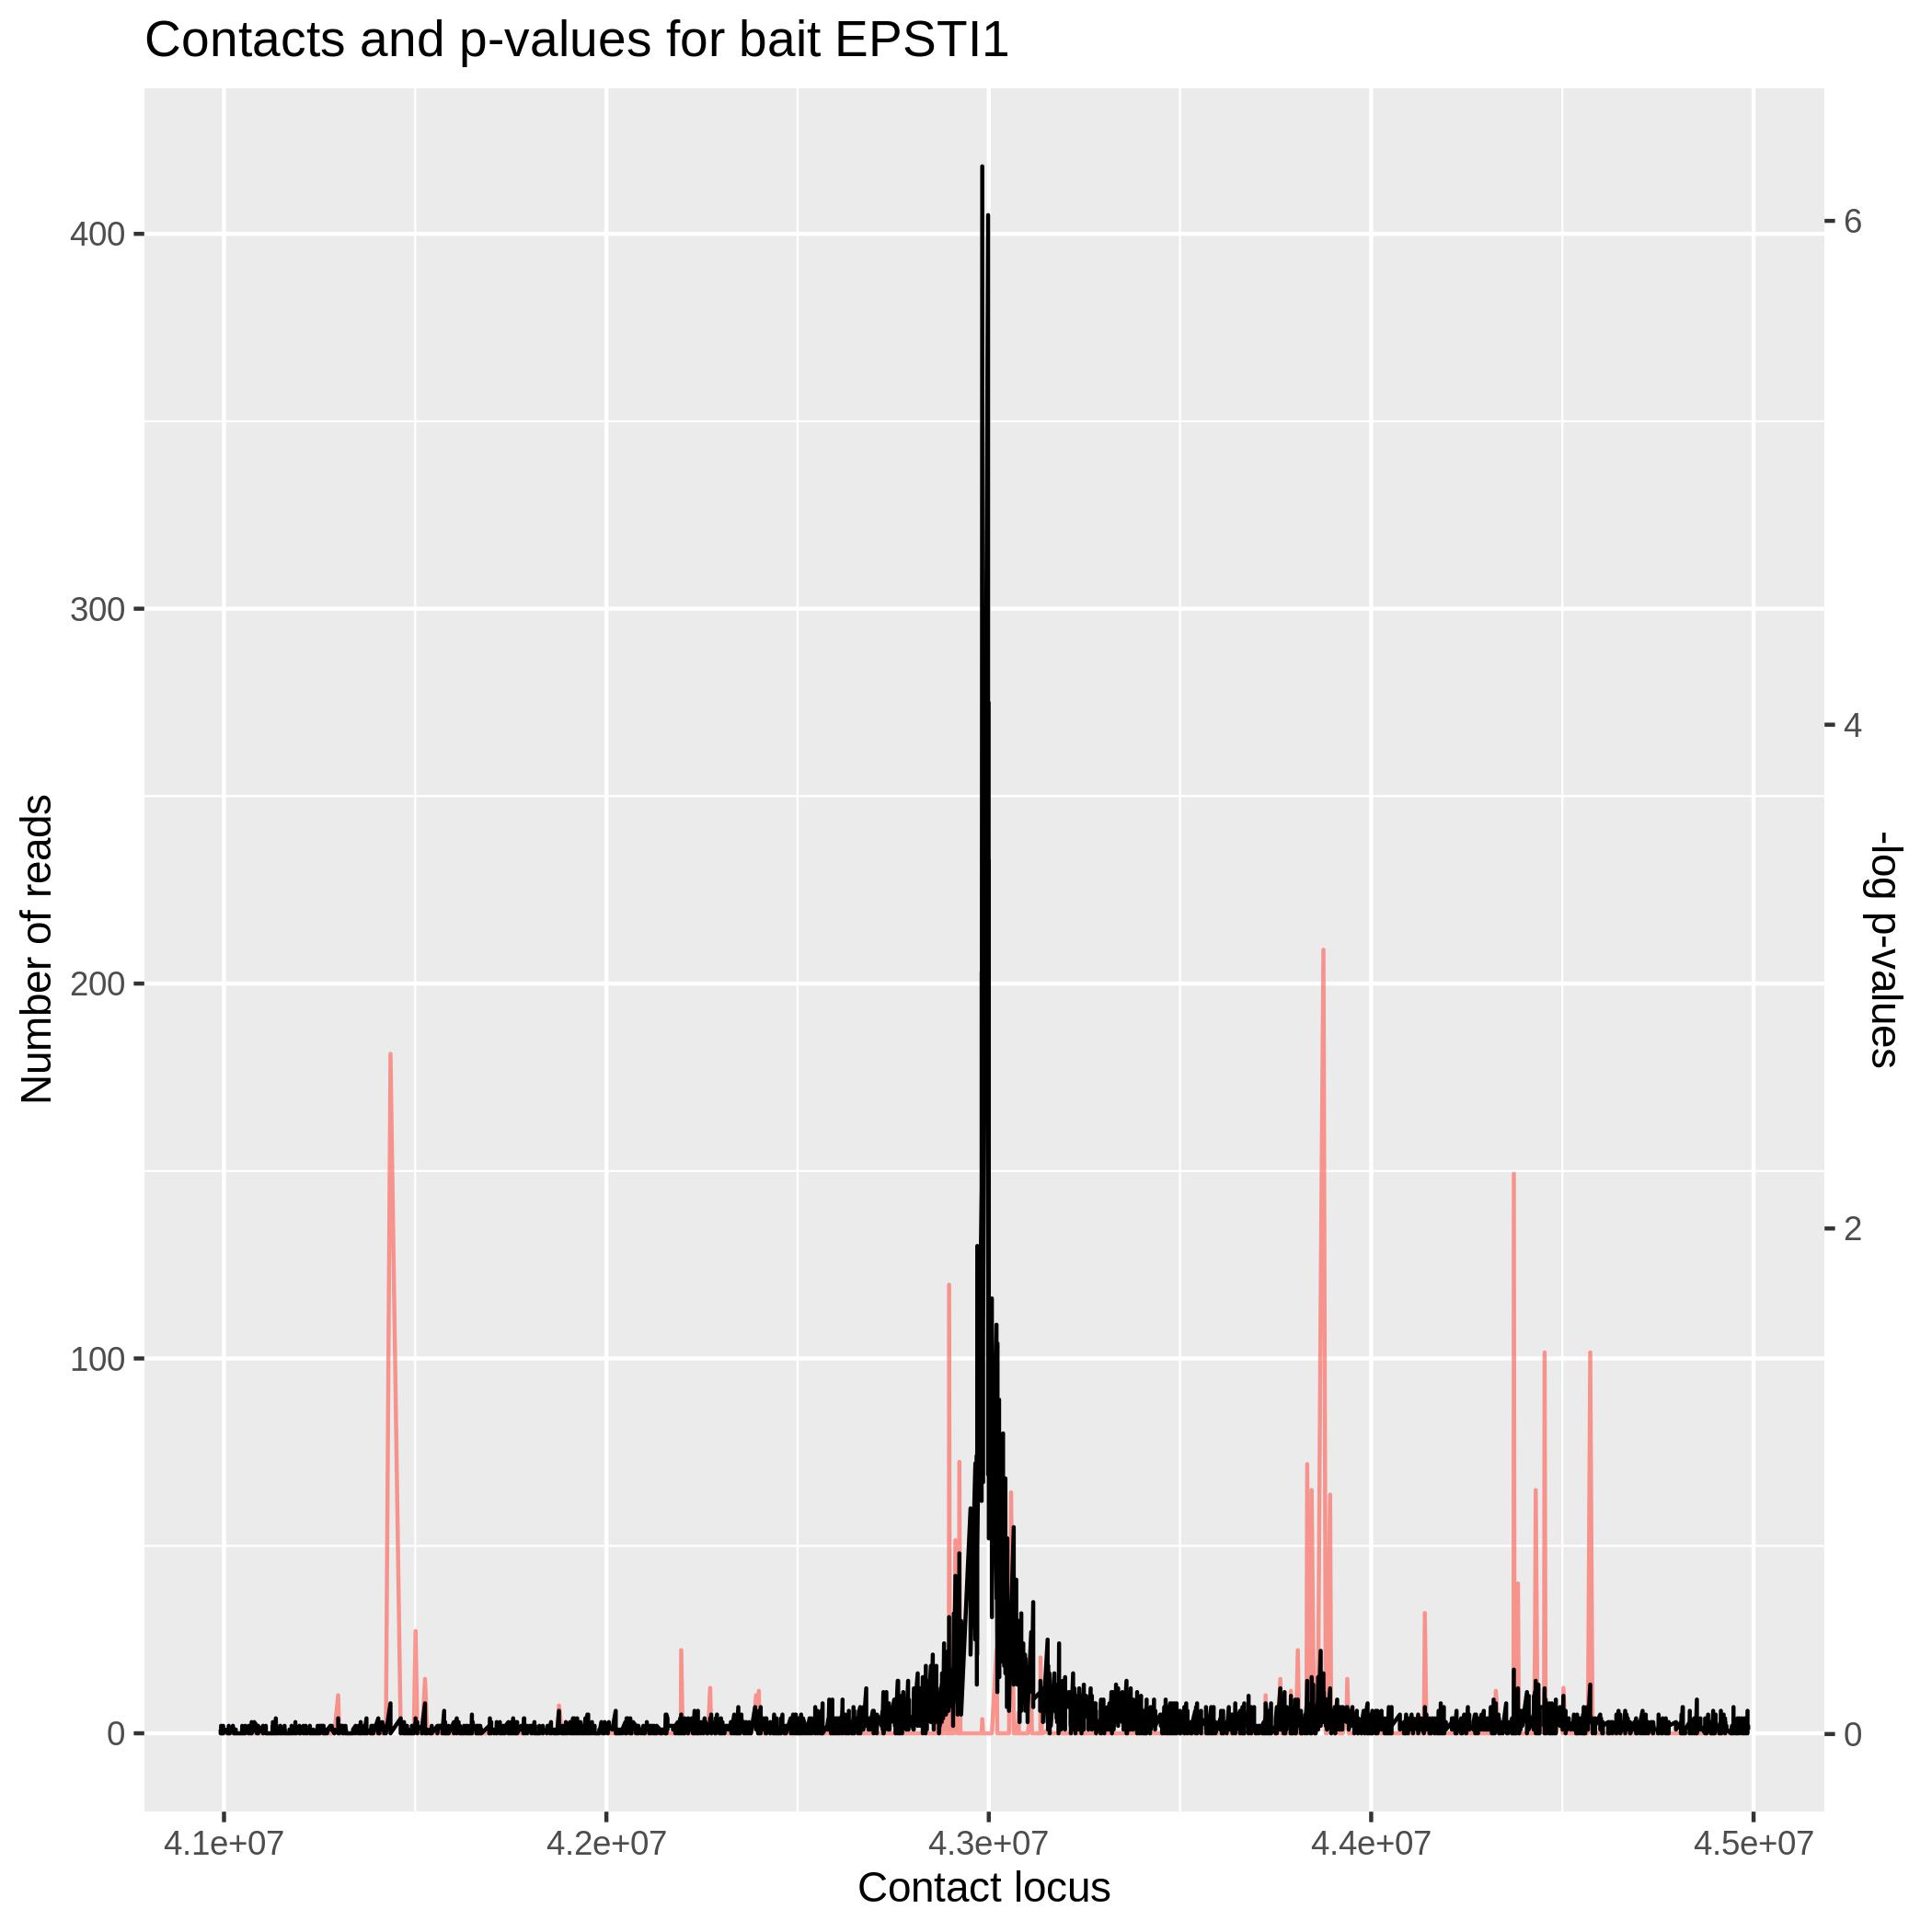 Contacts and p-values for bait EPSTI1
400
300
200
100
0
Number of reads
6
4
2
0
-log p-values
4.1e+07
4.2e+07
4.3e+07
4.4e+07
4.5e+07
Contact locus